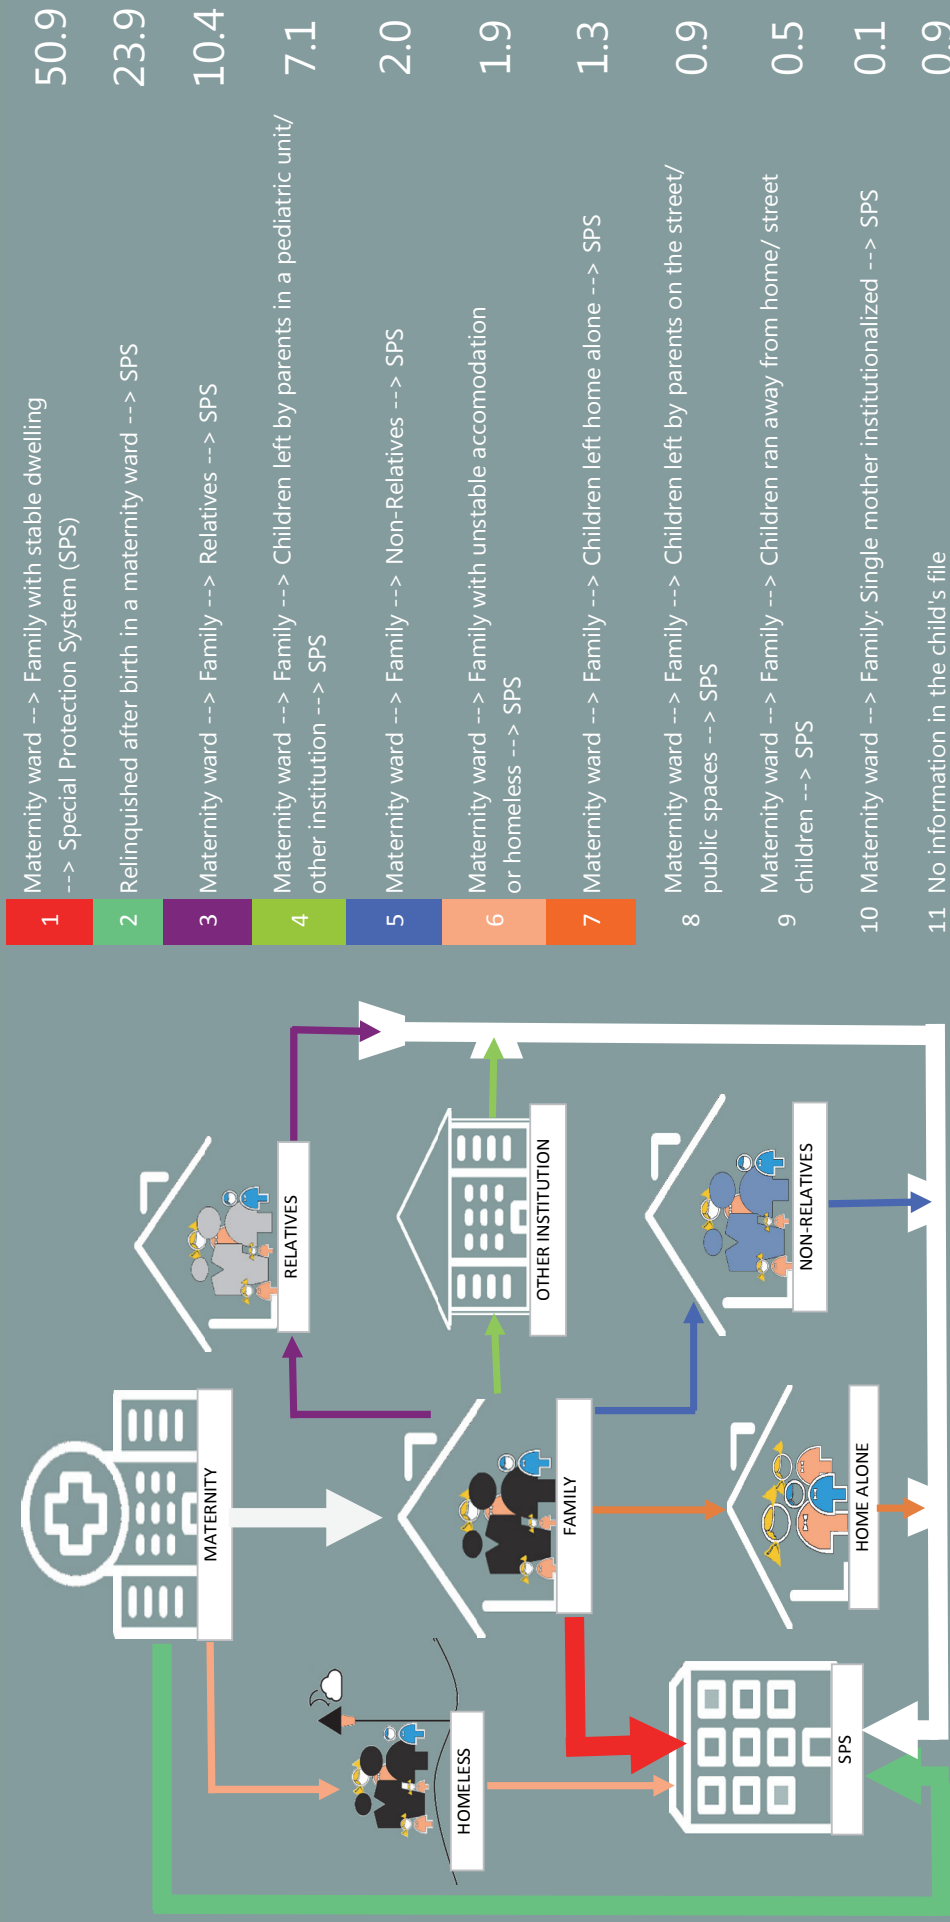 MATERNITY
HOMELESS
FAMILY
RELATIVES
OTHER INSTITUTION
NON-RELATIVES
HOME ALONE
SPS
1 Maternity ward --> Family with stable dwelling
--> Special Protection System (SPS) 50.9
2 Relinquished after birth in a maternity ward --> SPS 23.9
3 Maternity ward --> Family --> Relatives --> SPS 10.4
4 Maternity ward --> Family --> Children left by parents in a pediatric unit/
other institution --> SPS 7.1
5 Maternity ward --> Family --> Non-Relatives --> SPS 2.0
6 Maternity ward --> Family with unstable accomodation
or homeless --> SPS 1.9
7 Maternity ward --> Family --> Children left home alone --> SPS 1.3
8 Maternity ward --> Family --> Children left by parents on the street/
public spaces --> SPS 0.9
9 Maternity ward --> Family --> Children ran away from home/ street
children --> SPS 0.5
10 Maternity ward --> Family: Single mother institutionalized --> SPS 0.1
11 No information in the child's file 0.9